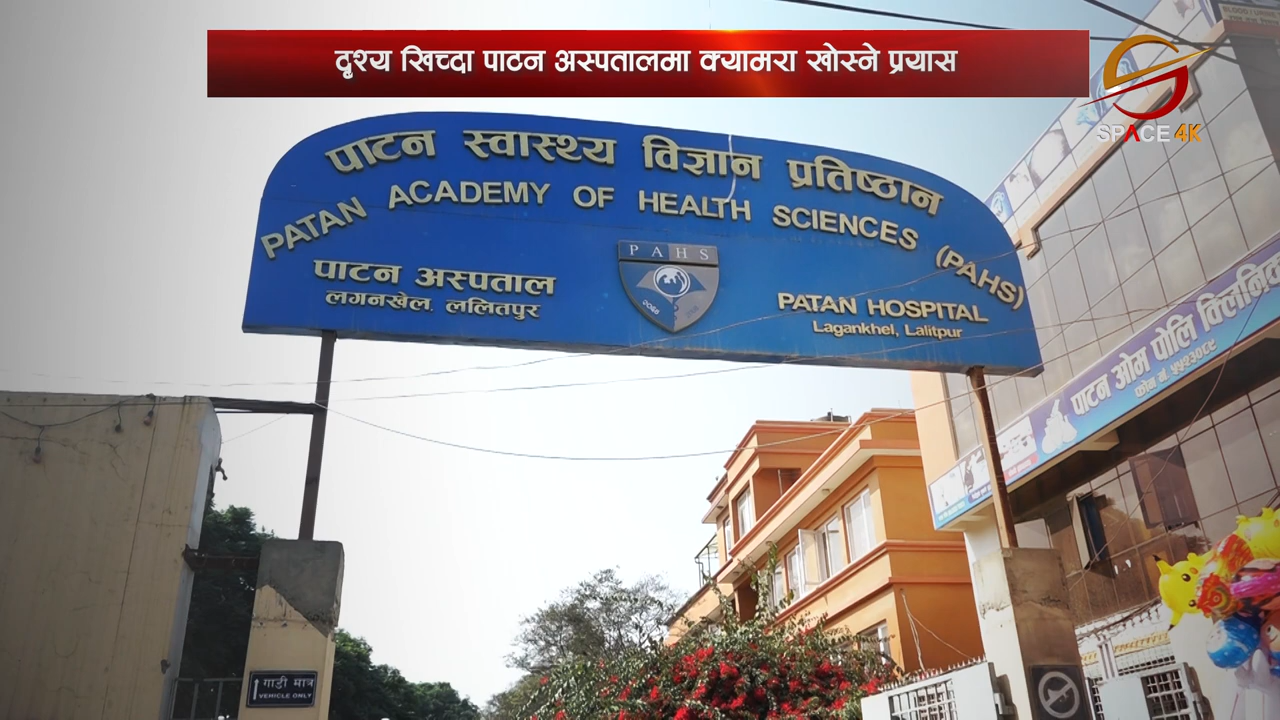 दृश्य खिच्दा पाटन अस्पतालमा क्यामरा खोस्ने प्रयास
SPACE 4K
पाटन स्वास्थ्य विज्ञान प्रतिष्ठान
PATAN ACADEMY OF HEALTH SCIENCES (PAHS)
PAHS
पाटन अस्पताल
लगनखेल, ललितपुर
PATAN HOSPITAL
Lagankhel, Lalitpur
पाटन ओम पोलि क्लिनिक
फोन नं. ५५२३०८९
गाडी मात्र
VEHICLE ONLY